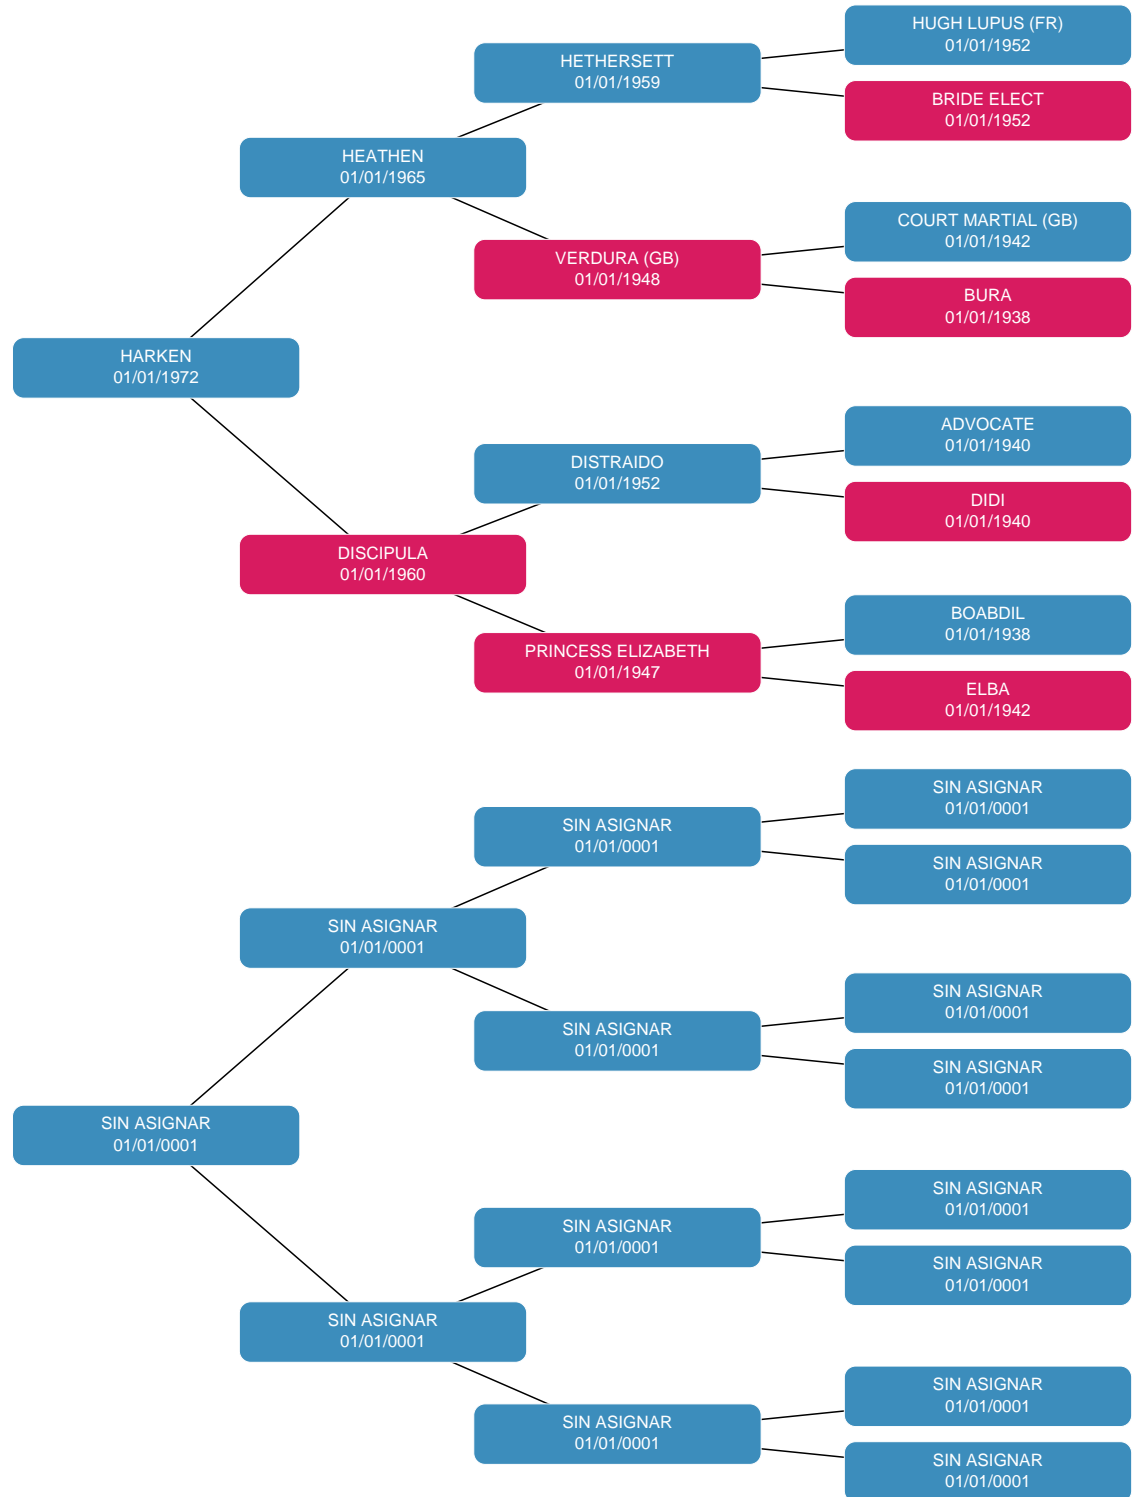 HUGH LUPUS (FR)
01/01/1952
HETHERSETT
01/01/1959
BRIDE ELECT
01/01/1952
HEATHEN
01/01/1965
COURT MARTIAL (GB)
01/01/1942
VERDURA (GB)
01/01/1948
BURA
01/01/1938
HARKEN
01/01/1972
ADVOCATE
01/01/1940
DISTRAIDO
01/01/1952
DIDI
01/01/1940
DISCIPULA
01/01/1960
BOABDIL
01/01/1938
PRINCESS ELIZABETH
01/01/1947
ELBA
01/01/1942
SIN ASIGNAR
01/01/0001
SIN ASIGNAR
01/01/0001
SIN ASIGNAR
01/01/0001
SIN ASIGNAR
01/01/0001
SIN ASIGNAR
01/01/0001
SIN ASIGNAR
01/01/0001
SIN ASIGNAR
01/01/0001
SIN ASIGNAR
01/01/0001
SIN ASIGNAR
01/01/0001
SIN ASIGNAR
01/01/0001
SIN ASIGNAR
01/01/0001
SIN ASIGNAR
01/01/0001
SIN ASIGNAR
01/01/0001
SIN ASIGNAR
01/01/0001
SIN ASIGNAR
01/01/0001